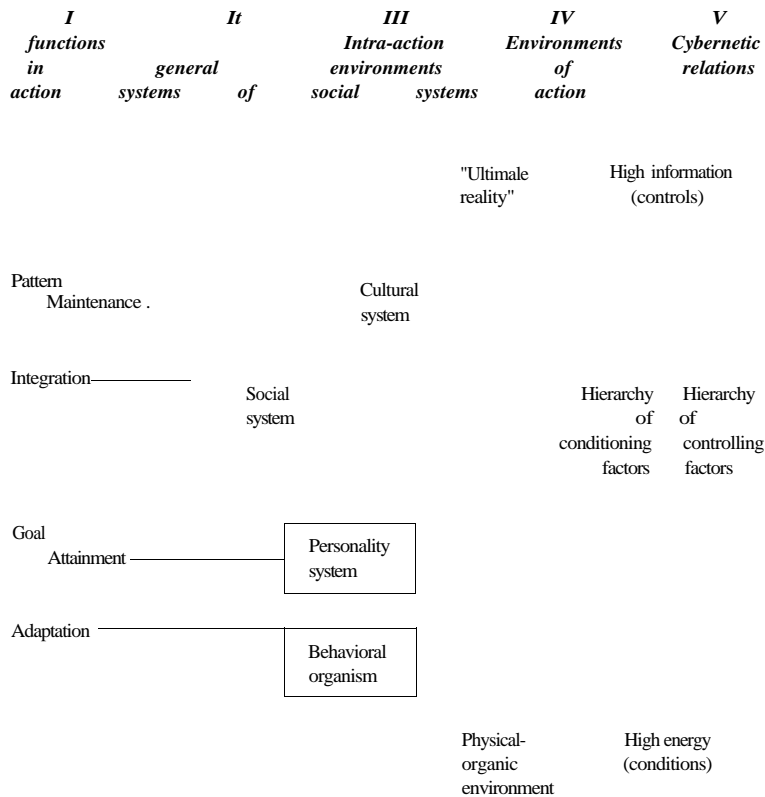 I It III IV V
functions Intra-action Environments Cybernetic
in general environments of relations
action systems of social systems action
"Ultimale High information
reality" (controls)
Pattern
Maintenance .
Cultural
system
Integration
Social
system
Hierarchy Hierarchy
of of
conditioning controlling
factors factors
Goal
Attainment
Personality
system
Adaptation
Behavioral
organism
Physical- High energy
organic (conditions)
environment